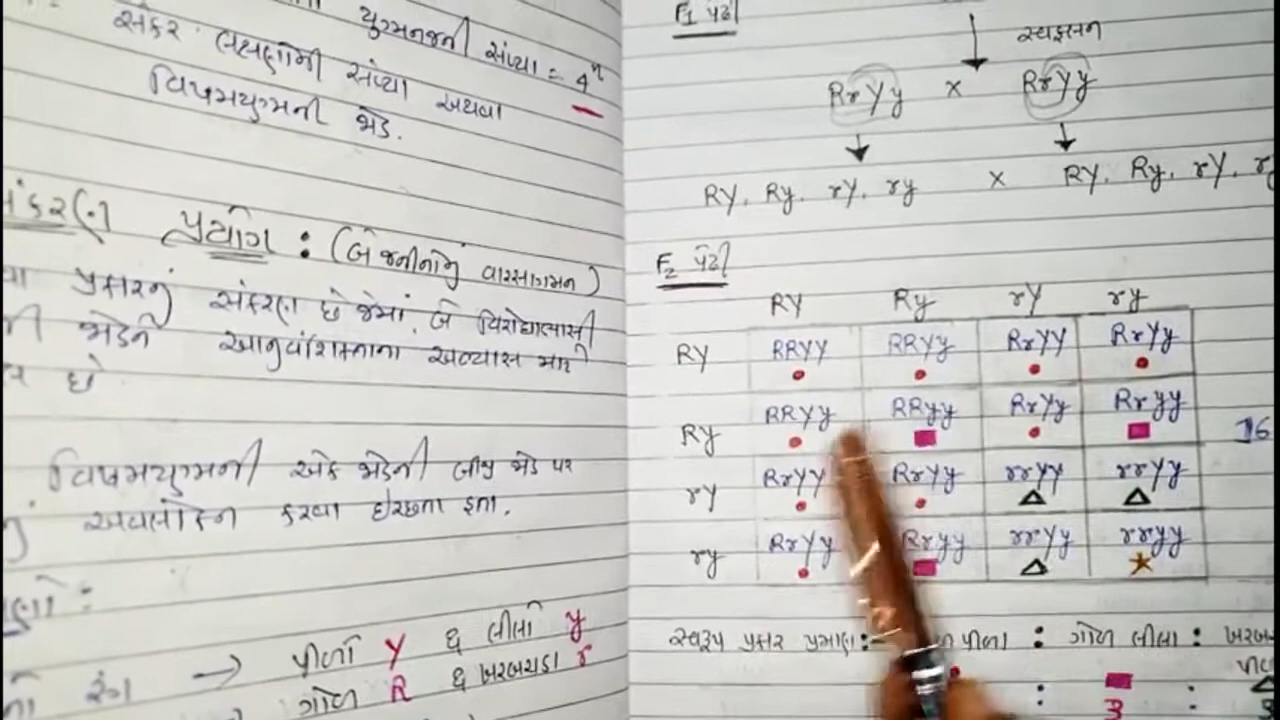 યુગ્મનજની સંખ્યા = 4ⁿ
સંકર લક્ષણોની સંખ્યા અથવા
વિષમયુગ્મની જોડ.
પ્રયોગ : (બે જનીનોનું વારસાગમન)
પ્રકારનું સંકરણ છે જેમાં, બે વિરોધાભાસી
જોડની આનુવંશિકતાના અભ્યાસ માટે
છે
વિષમયુગ્મની એક જોડની બીજી જોડ પર
અવલોકન કરવા ઇચ્છતા હતા.
રંગ → પીળો Y & લીલો y
ગોળ R & ખરબચડા r
F₁ પેઢી
સ્વફલન
RrYy x RrYy
RY, Ry, rY, ry x RY, Ry, rY,
F₂ પેઢી
RY Ry rY ry
RY RRYY RRYy RrYY RrYy
Ry RRYy RRyy RrYy Rryy
16
rY RrYY RrYy rrYY rrYy
ry RrYy Rryy rrYy rryy
સ્વરૂપ પ્રકાર પ્રમાણ :- પીળા : ગોળ લીલા :
: 3 :